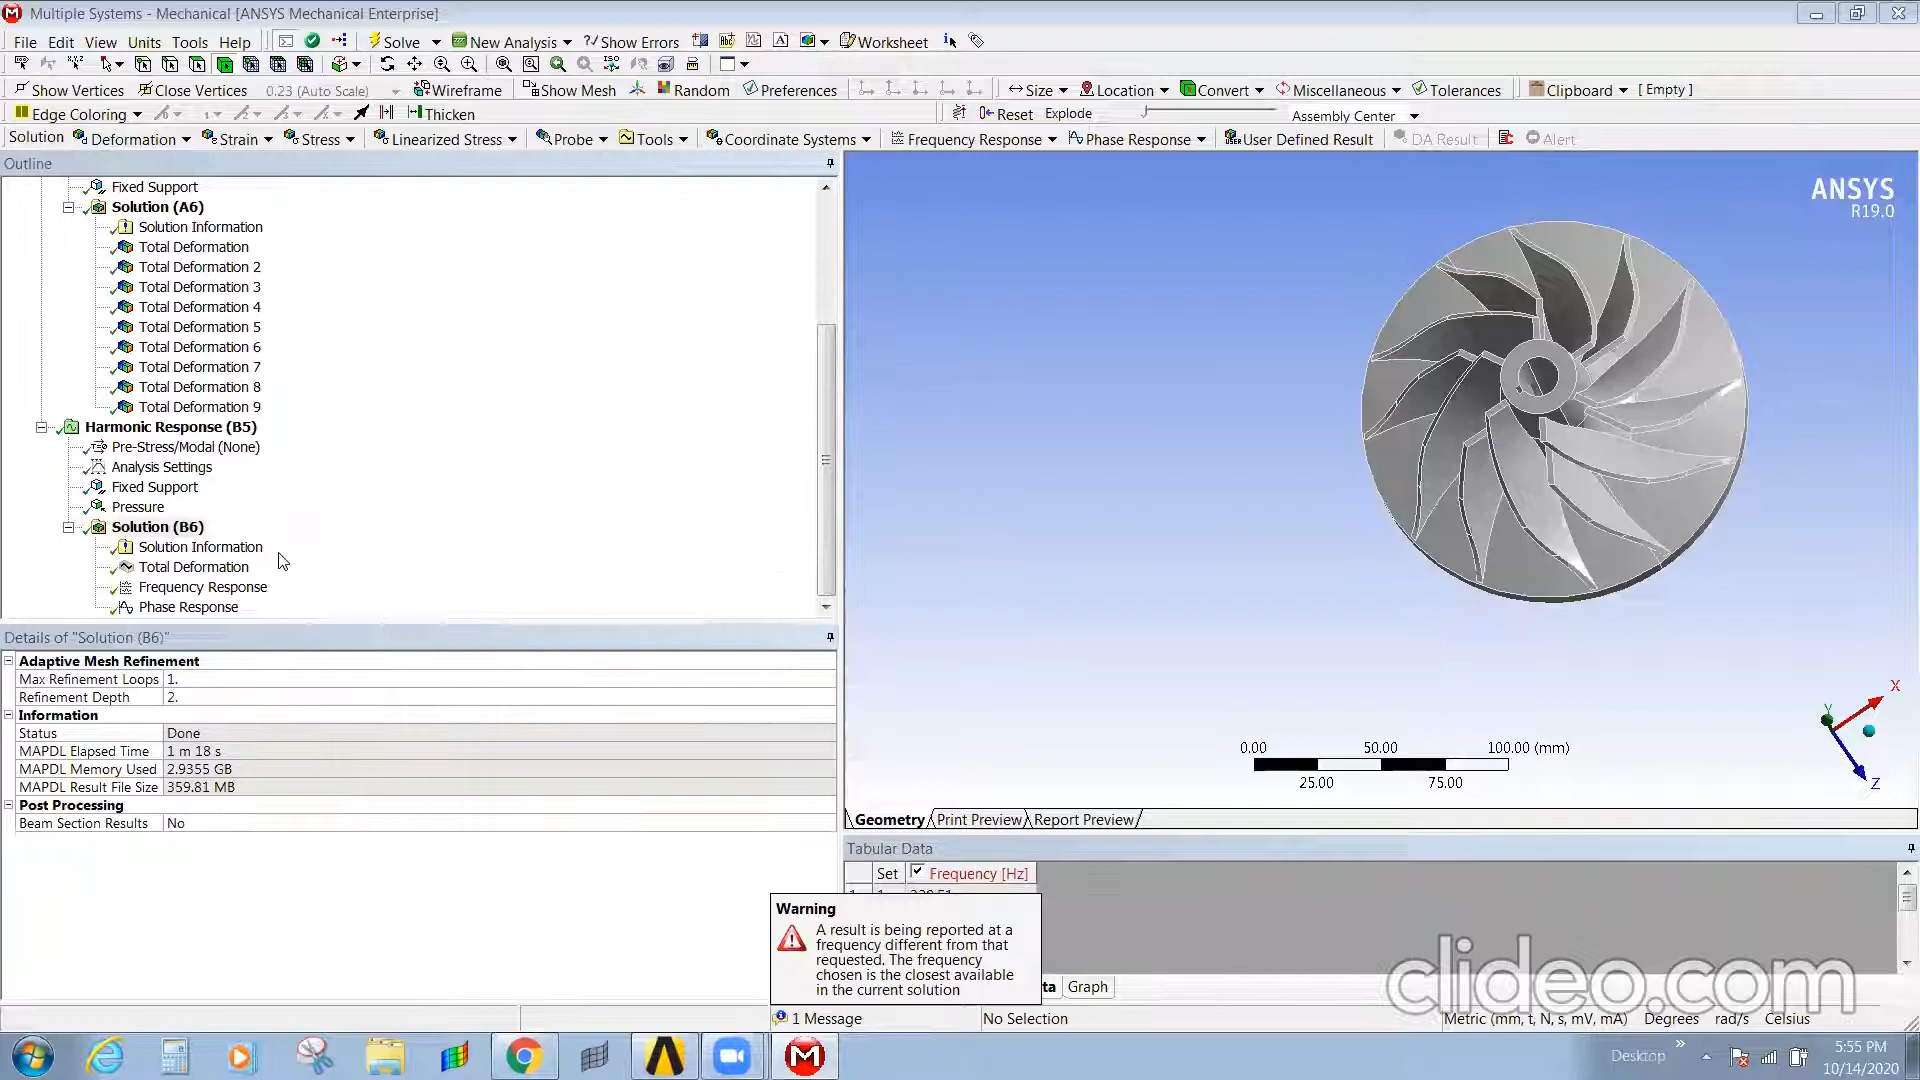 Multiple Systems - Mechanical [ANSYS Mechanical Enterprise]
File Edit View Units Tools Help Solve New Analysis ?/Show Errors Worksheet
Show Vertices Close Vertices 0.23 (Auto Scale) Wireframe Show Mesh Random Preferences Size Location Convert Miscellaneous Tolerances Clipboard [ Empty ]
Edge Coloring Thicken Reset Explode Assembly Center
Solution Deformation Strain Stress Linearized Stress Probe Tools Coordinate Systems Frequency Response Phase Response User Defined Result DA Result Alert
Outline
Fixed Support
Solution (A6)
Solution Information
Total Deformation
Total Deformation 2
Total Deformation 3
Total Deformation 4
Total Deformation 5
Total Deformation 6
Total Deformation 7
Total Deformation 8
Total Deformation 9
Harmonic Response (B5)
Pre-Stress/Modal (None)
Analysis Settings
Fixed Support
Pressure
Solution (B6)
Solution Information
Total Deformation
Frequency Response
Phase Response
Details of "Solution (B6)"
Adaptive Mesh Refinement
Max Refinement Loops 1.
Refinement Depth 2.
Information
Status Done
MAPDL Elapsed Time 1 m 18 s
MAPDL Memory Used 2.9355 GB
MAPDL Result File Size 359.81 MB
Post Processing
Beam Section Results No
ANSYS
R19.0
X
Y
Z
0.00 50.00 100.00 (mm)
25.00 75.00
Geometry Print Preview Report Preview
Tabular Data
Set Frequency [Hz]
Warning
A result is being reported at a
frequency different from that
requested. The frequency
chosen is the closest available
in the current solution
ta Graph
clideo.com
1 Message No Selection Metric (mm, t, N, s, mV, mA) Degrees rad/s Celsius
Desktop
5:55 PM
10/14/2020